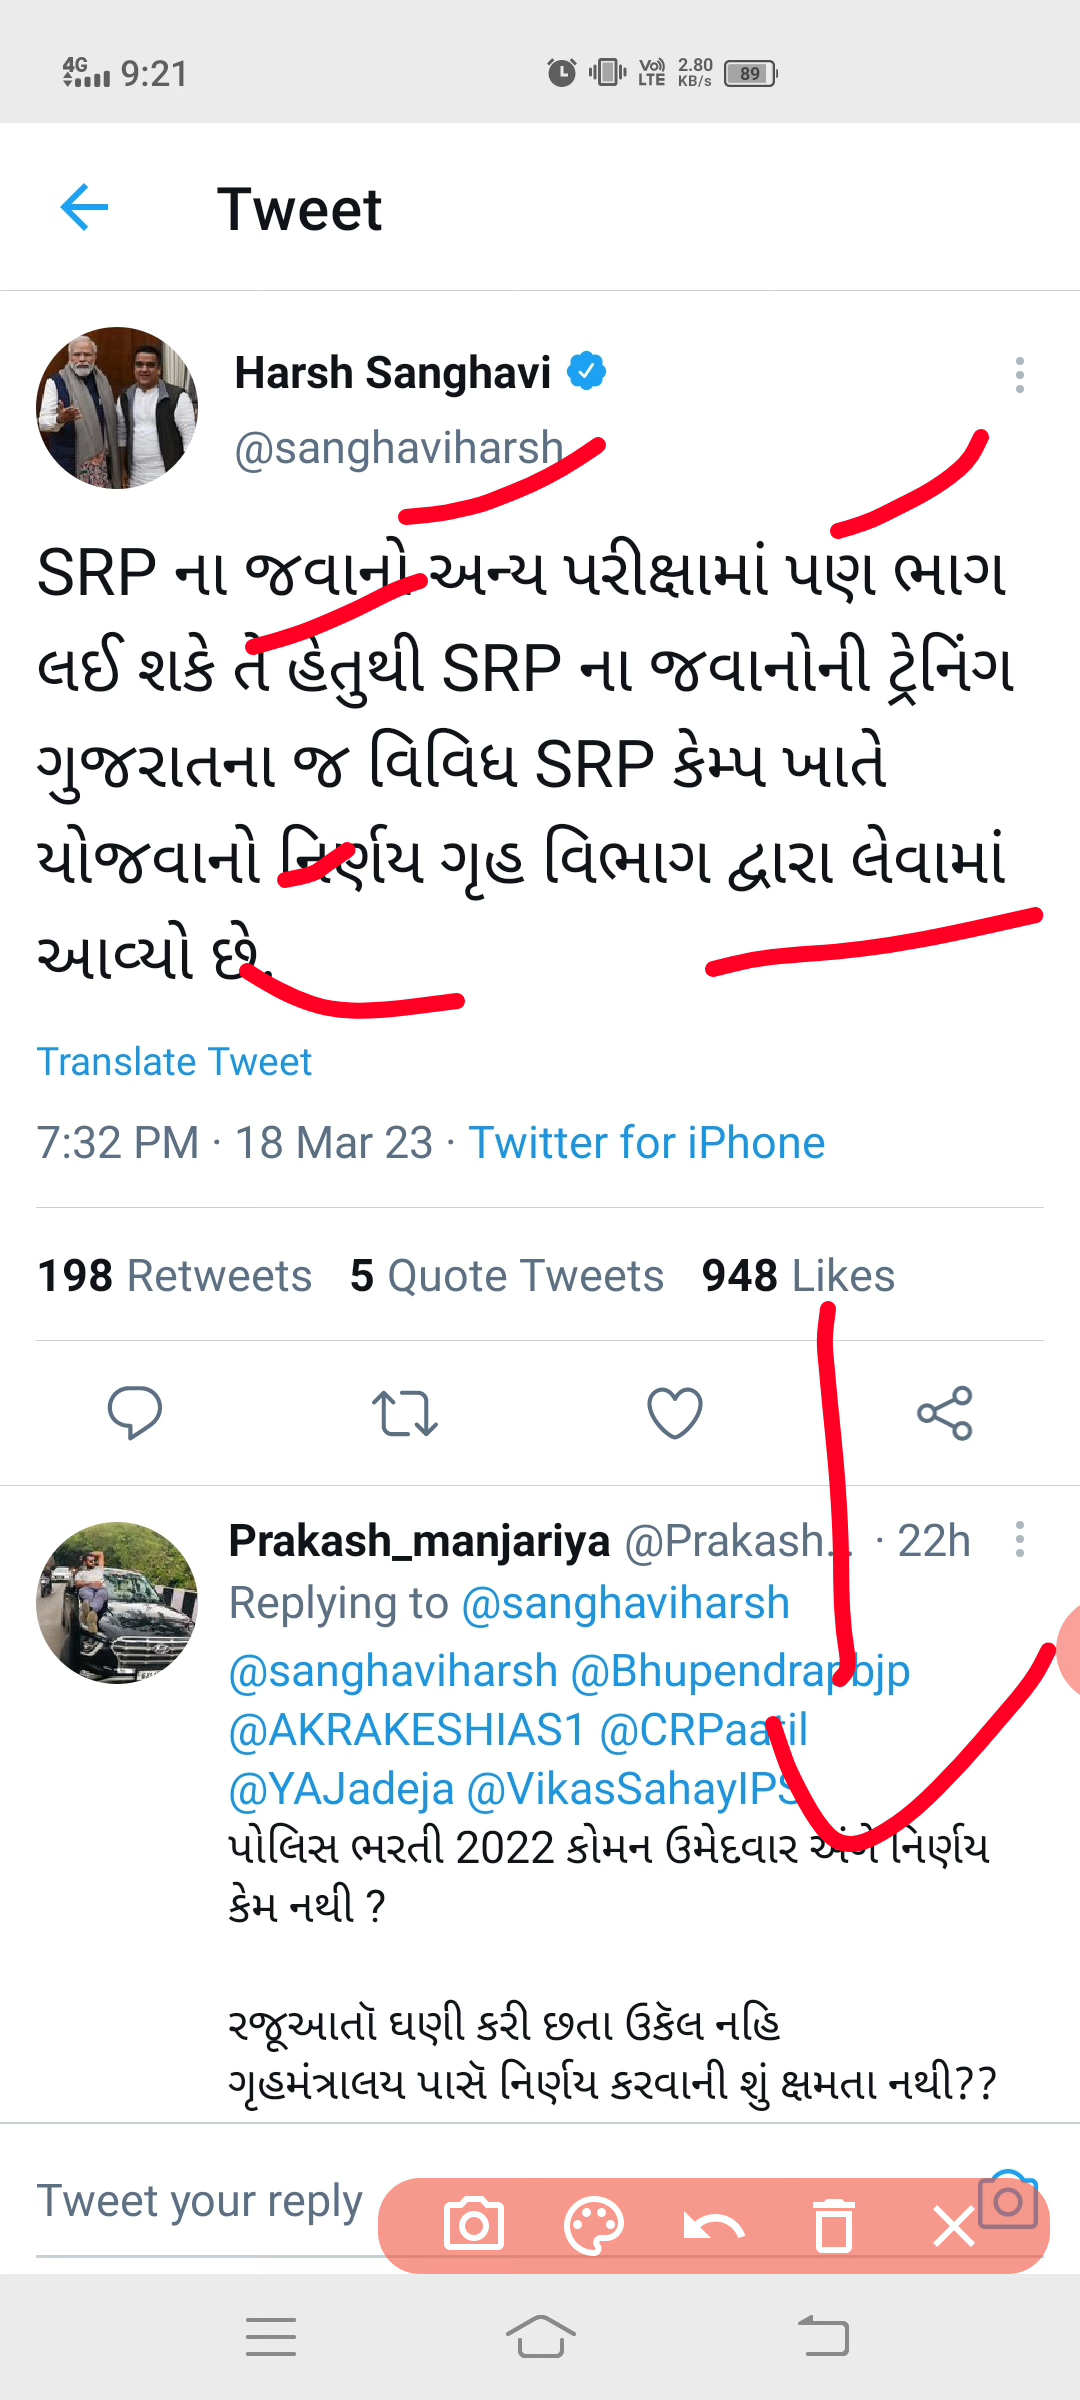 4G 9:21 Vo) LTE 2.80 KB/s 89
Tweet
Harsh Sanghavi
@sanghaviharsh
SRP ના જવાનો અન્ય પરીક્ષામાં પણ ભાગ
લઈ શકે તે હેતુથી SRP ના જવાનોની ટ્રેનિંગ
ગુજરાતના જ વિવિધ SRP કેમ્પ ખાતે
યોજવાનો નિર્ણય ગૃહ વિભાગ દ્વારા લેવામાં
આવ્યો છે.
Translate Tweet
7:32 PM · 18 Mar 23 · Twitter for iPhone
198 Retweets 5 Quote Tweets 948 Likes
Prakash_manjariya @Prakash... · 22h
Replying to @sanghaviharsh
@sanghaviharsh @Bhupendrapbjp
@AKRAKESHIAS1 @CRPaatil
@YAJadeja @VikasSahayIPS
પોલિસ ભરતી 2022 કોમન ઉમેદવાર અંગે નિર્ણય
કેમ નથી ?
રજૂઆતૉ ઘણી કરી છતા ઉકૅલ નહિ
ગૃહમંત્રાલય પાસૅ નિર્ણય કરવાની શું ક્ષમતા નથી??
Tweet your reply